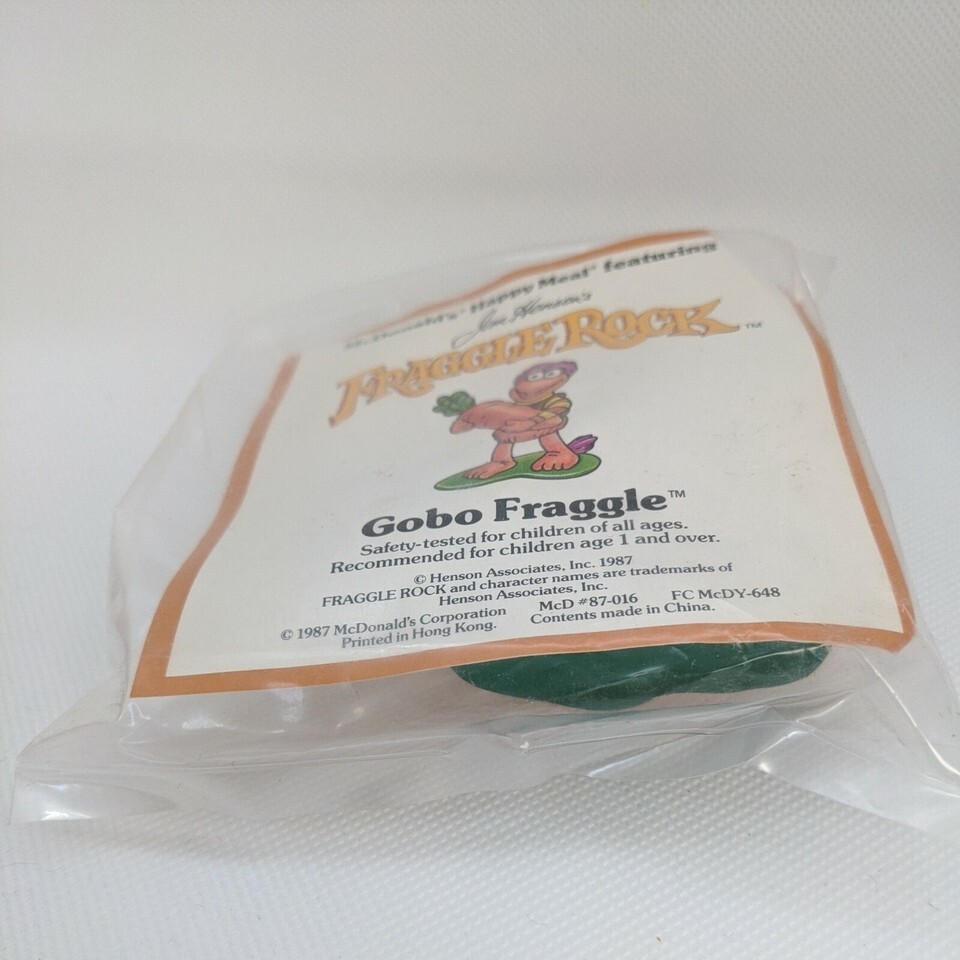 McDonald's® Happy Meal® featuring
Jim Henson's
FRAGGLE ROCK™
Gobo Fraggle™
Safety-tested for children of all ages.
Recommended for children age 1 and over.
© Henson Associates, Inc. 1987
FRAGGLE ROCK and character names are trademarks of
Henson Associates, Inc.
© 1987 McDonald's Corporation McD #87-016 FC McDY-648
Printed in Hong Kong. Contents made in China.